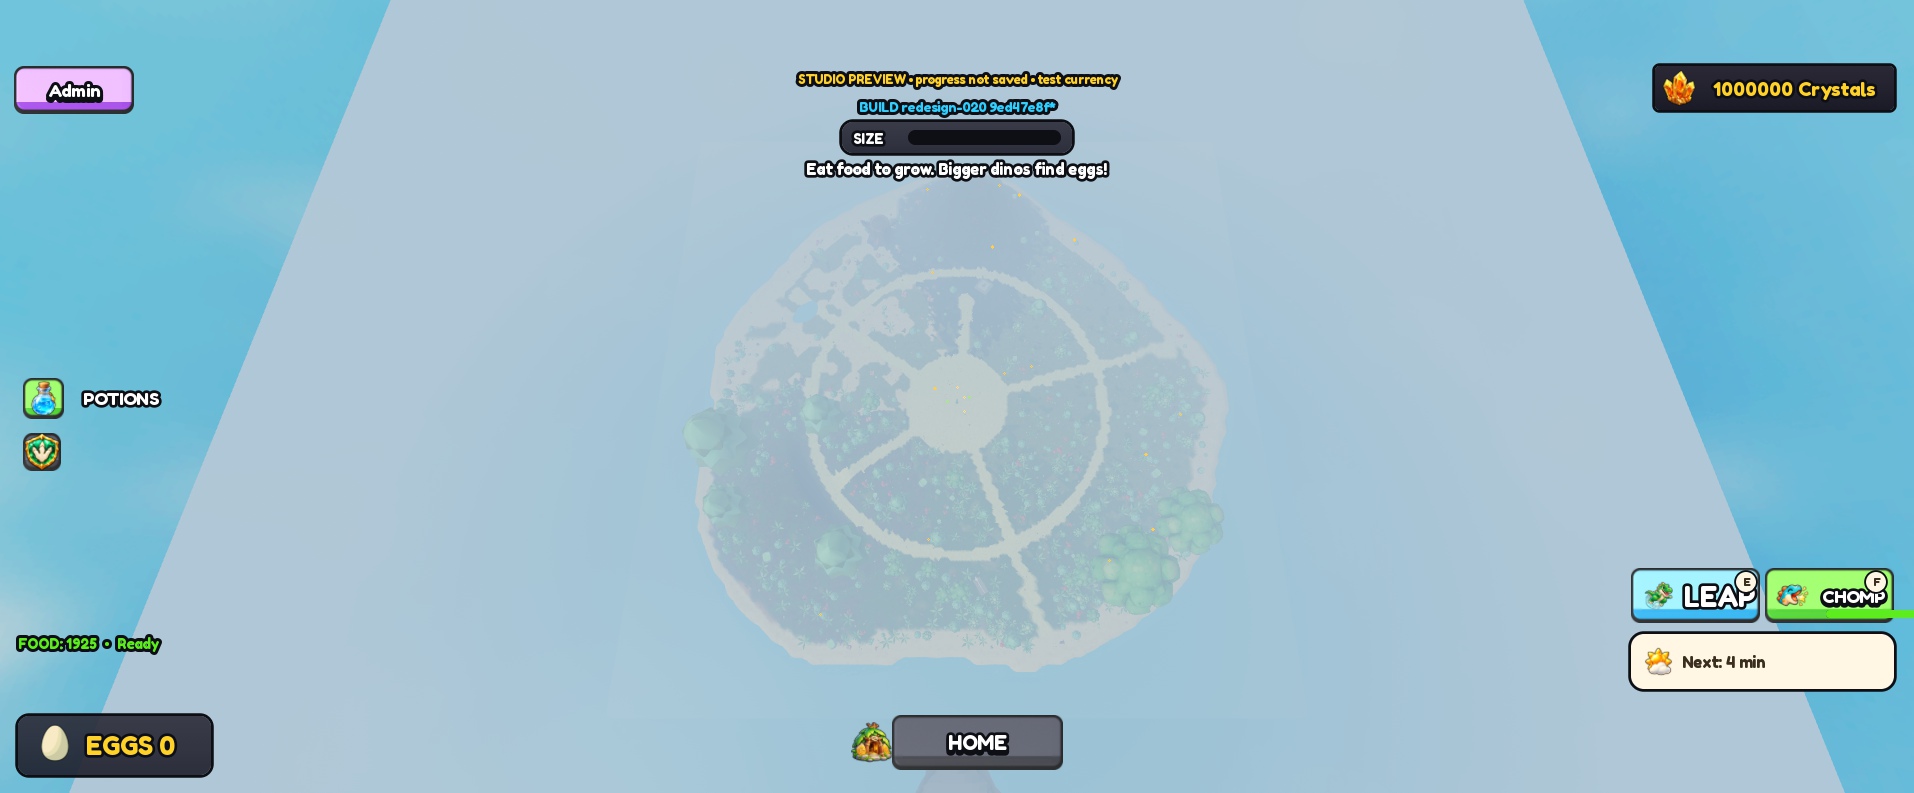 Admin
STUDIO PREVIEW • progress not saved • test currency
BUILD redesign-020 9ed47e8f*
1000000 Crystals
SIZE
Eat food to grow. Bigger dinos find eggs!
POTIONS
LEAP
E
CHOMP
F
FOOD: 1925 • Ready
Next: 4 min
EGGS 0
HOME